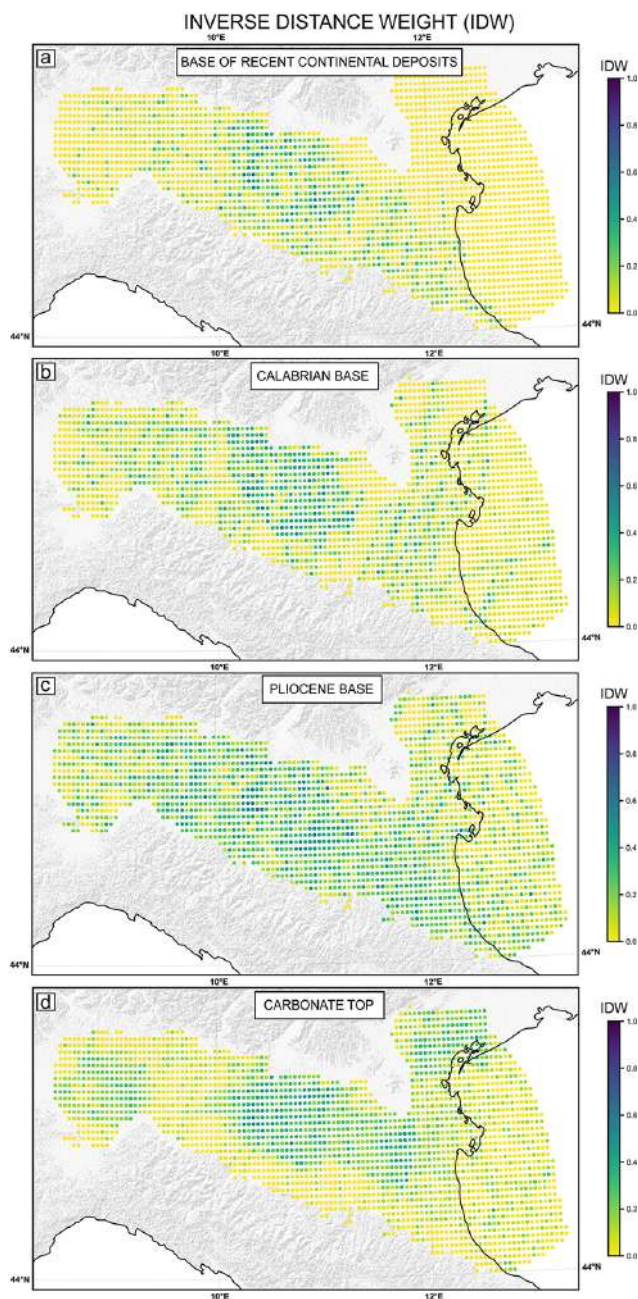 INVERSE DISTANCE WEIGHT (IDW)
10°E 12°E
a
BASE OF RECENT CONTINENTAL DEPOSITS
IDW
1.0
0.8
0.6
0.4
0.2
0.0
44°N 44°N
10°E 12°E
b
CALABRIAN BASE
IDW
1.0
0.8
0.6
0.4
0.2
0.0
44°N 44°N
10°E 12°E
c
PLIOCENE BASE
IDW
1.0
0.8
0.6
0.4
0.2
0.0
44°N 44°N
10°E 12°E
d
CARBONATE TOP
IDW
1.0
0.8
0.6
0.4
0.2
0.0
44°N 44°N